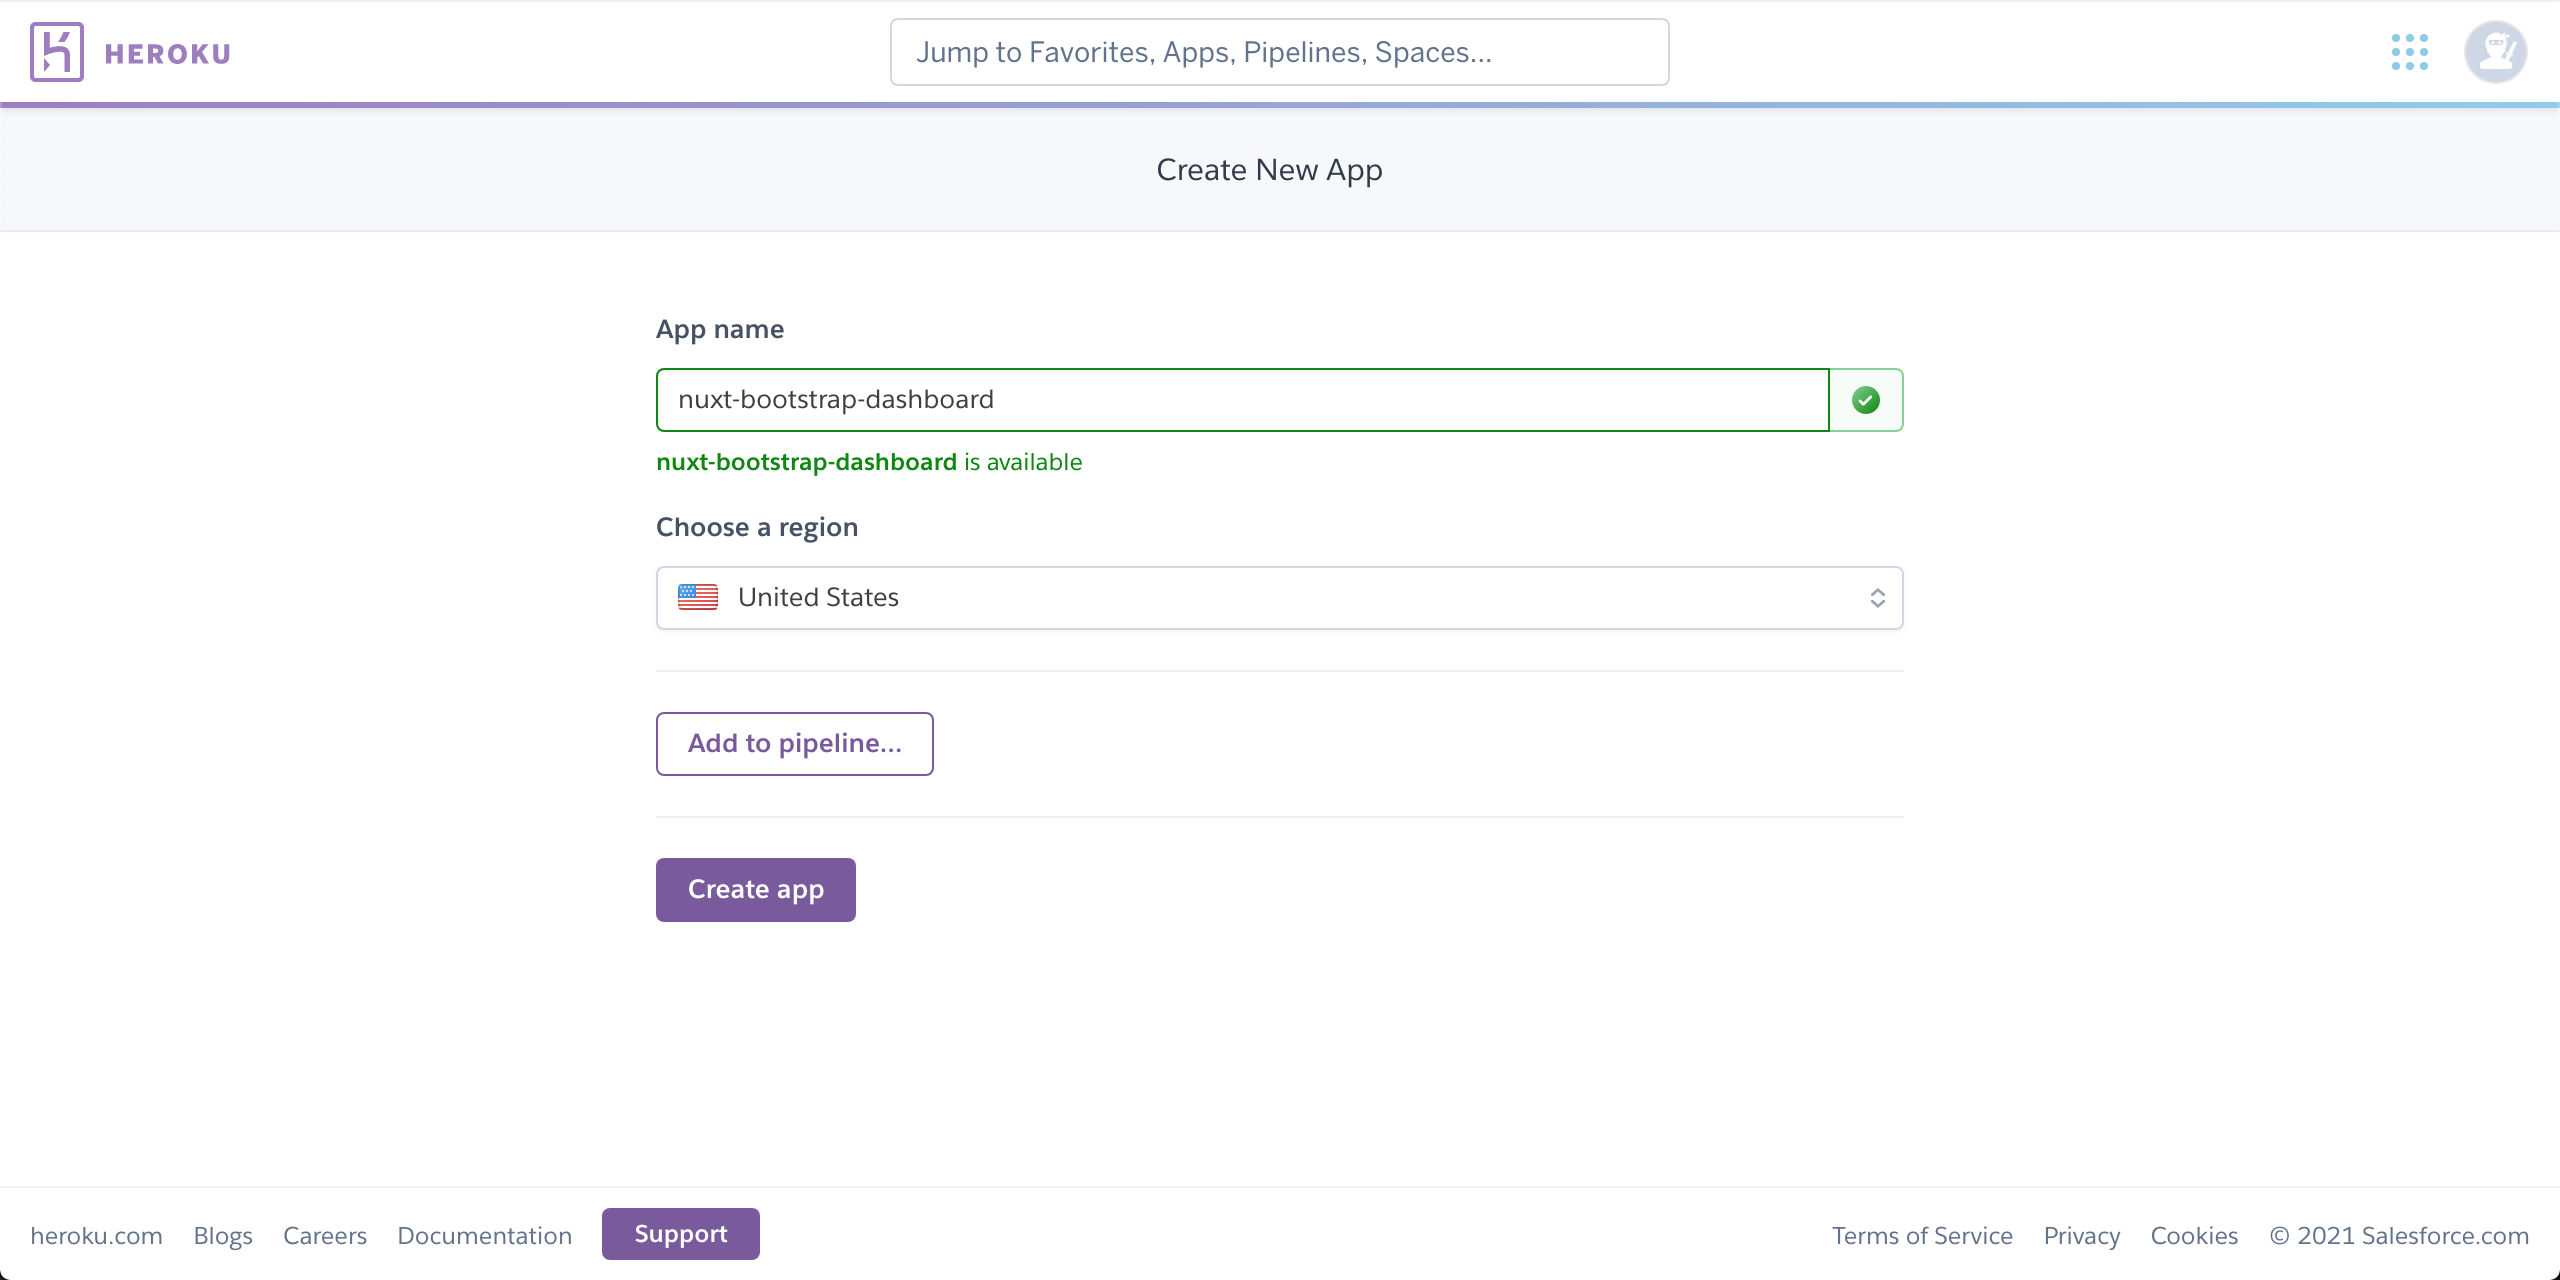 HEROKU
Jump to Favorites, Apps, Pipelines, Spaces...
Create New App
App name
nuxt-bootstrap-dashboard
nuxt-bootstrap-dashboard is available
Choose a region
United States
Add to pipeline...
Create app
heroku.com Blogs Careers Documentation Support Terms of Service Privacy Cookies © 2021 Salesforce.com